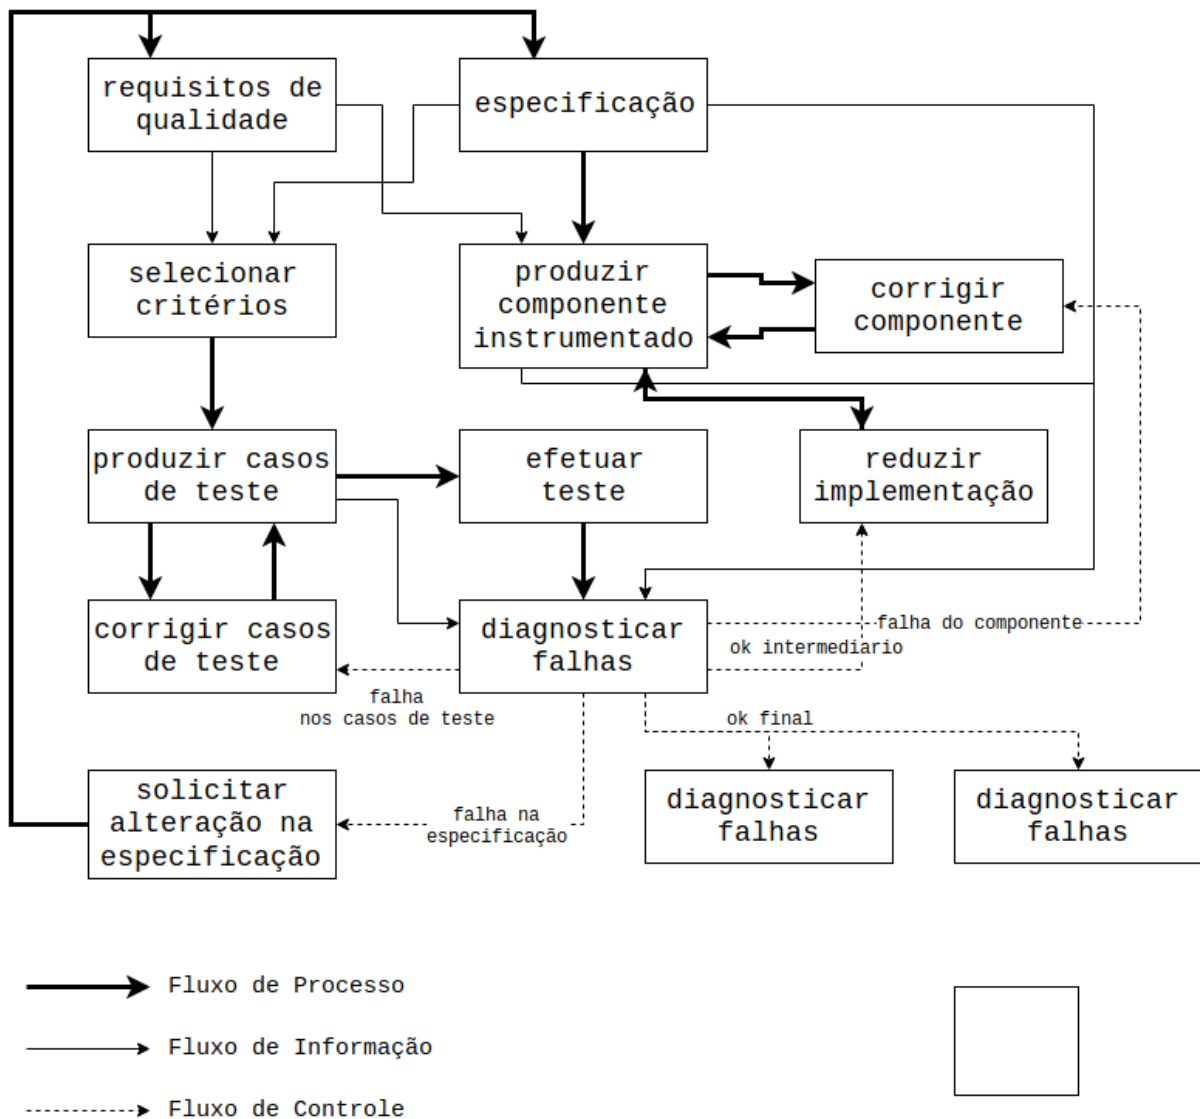 requisitos de
qualidade
especificação
selecionar
critérios
produzir
componente
instrumentado
corrigir
componente
produzir casos
de teste
efetuar
teste
reduzir
implementação
corrigir casos
de teste
diagnosticar
falhas
falha do componente
ok intermediario
falha
nos casos de teste
ok final
solicitar
alteração na
especificação
falha na
especificação
diagnosticar
falhas
diagnosticar
falhas
Fluxo de Processo
Fluxo de Informação
Fluxo de Controle